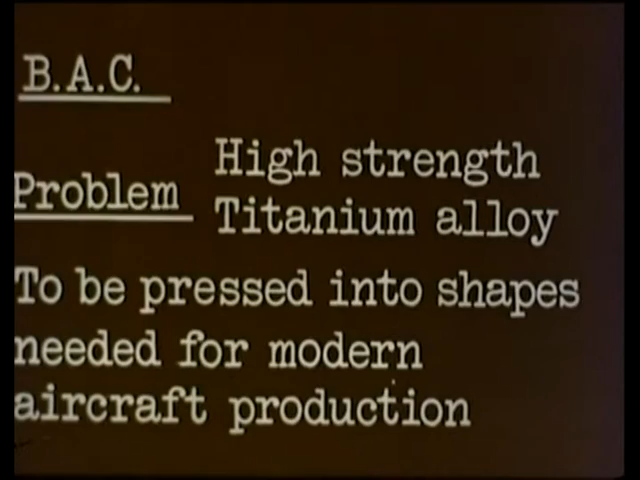 B.A.C.
High strength
Problem
Titanium alloy
To be pressed into shapes
needed for modern
aircraft production